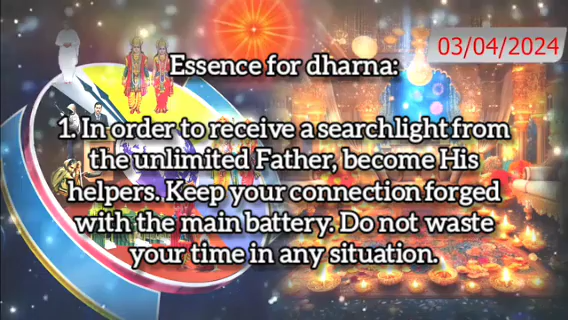 03/04/2024
Essence for dharna:
1. In order to receive a searchlight from
the unlimited Father, become His
helpers. Keep your connection forged
with the main battery. Do not waste
your time in any situation.